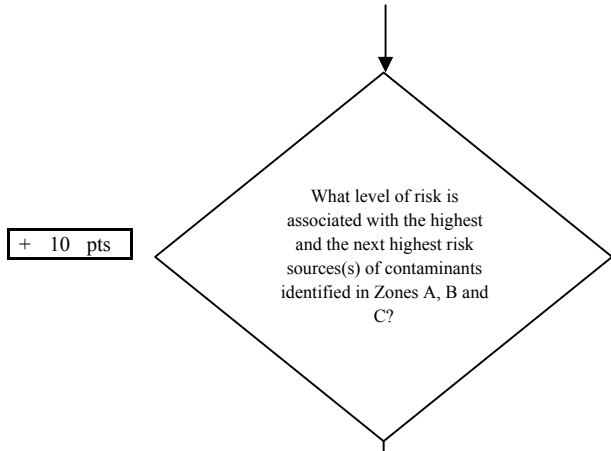 What level of risk is
associated with the highest
and the next highest risk
sources(s) of contaminants
identified in Zones A, B and
C?
+ 10 pts